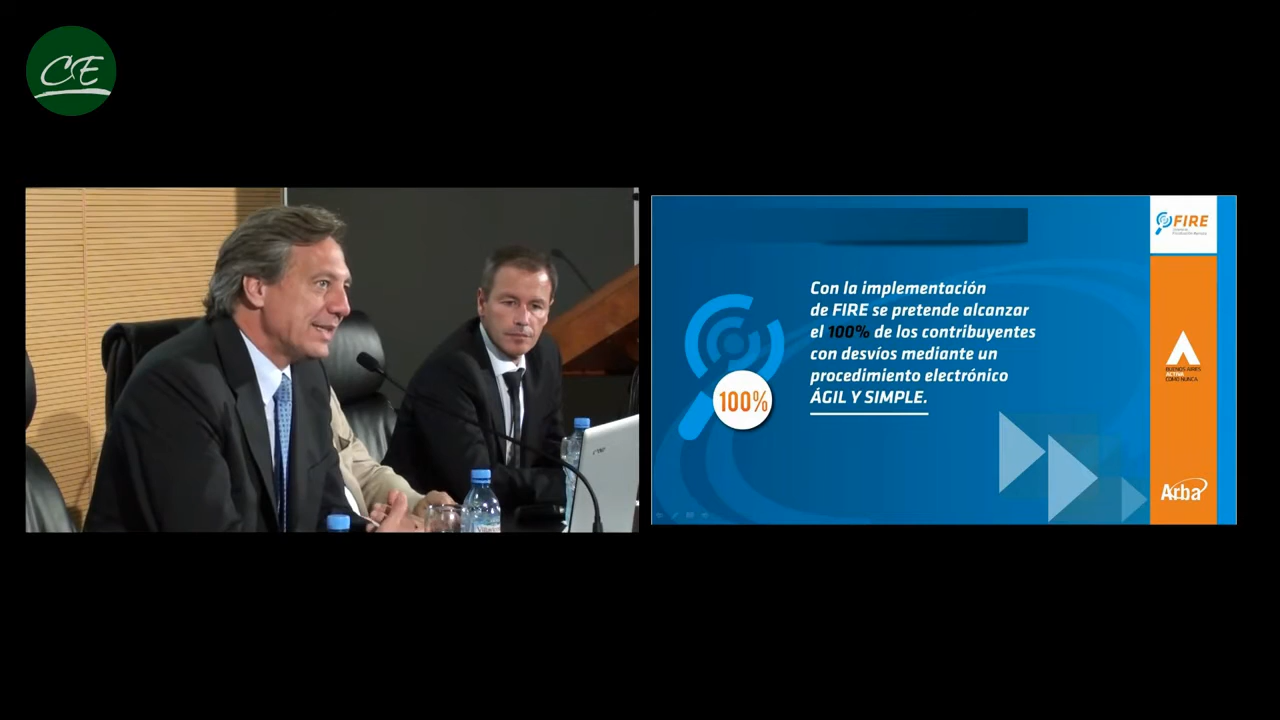 CE
FIRE
Con la implementación
de FIRE se pretende alcanzar
el 100% de los contribuyentes
con desvíos mediante un
procedimiento electrónico
ÁGIL Y SIMPLE.
100%
BUENOS AIRES
ACTIVA
COMO NUNCA
Arba